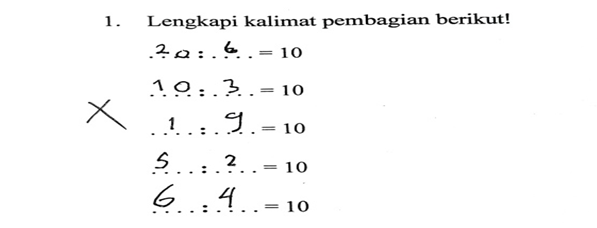 1. Lengkapi kalimat pembagian berikut!
20 : 6 = 10
10 : 3 = 10
1 : 9 = 10
5 : 2 = 10
6 : 4 = 10